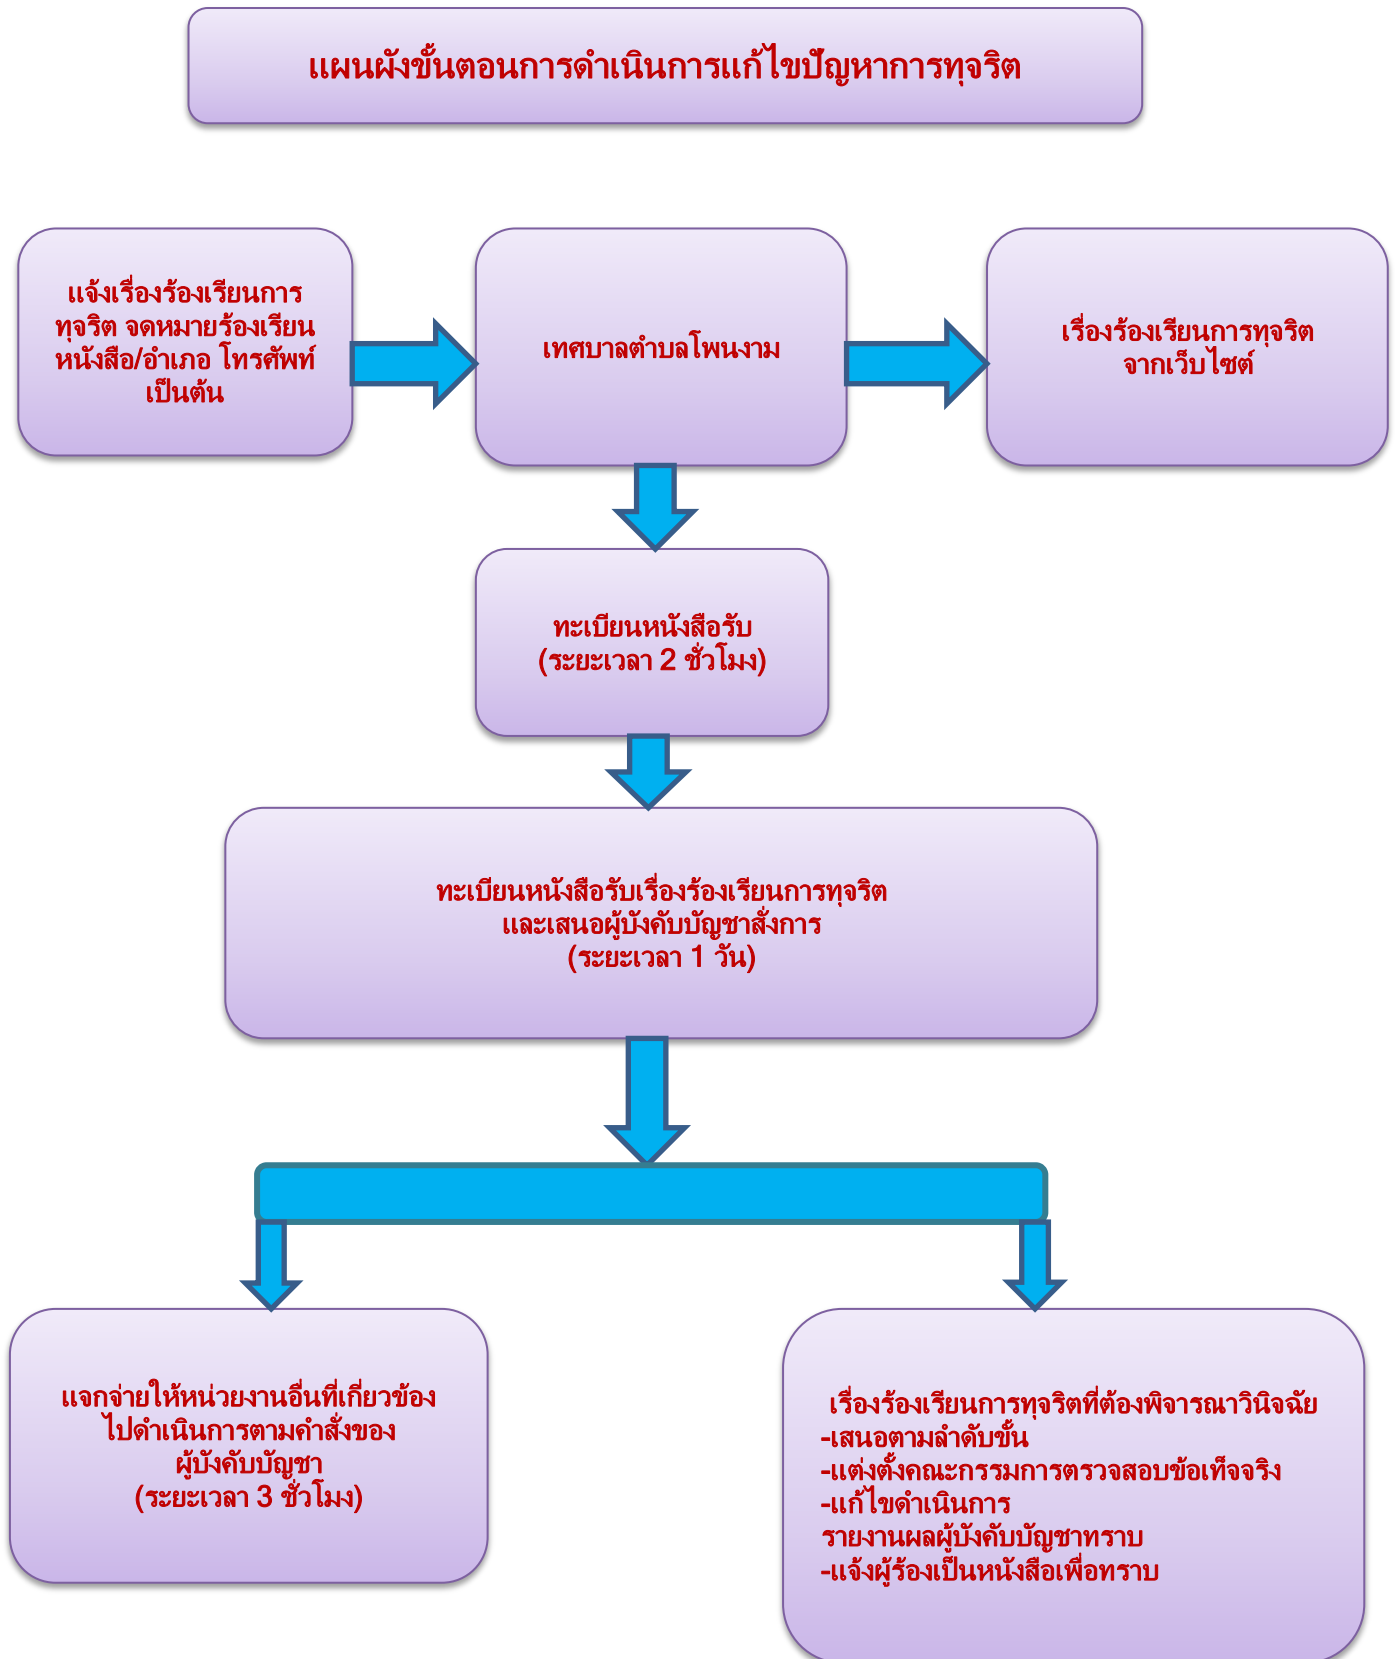 แผนผังขั้นตอนการดำเนินการแก้ไขปัญหาการทุจริต
แจ้งเรื่องร้องเรียนการ
ทุจริต จดหมายร้องเรียน
หนังสือ/อำเภอ โทรศัพท์
เป็นต้น
เทศบาลตำบลโพนงาม
เรื่องร้องเรียนการทุจริต
จากเว็บไซต์
ทะเบียนหนังสือรับ
(ระยะเวลา 2 ชั่วโมง)
ทะเบียนหนังสือรับเรื่องร้องเรียนการทุจริต
และเสนอผู้บังคับบัญชาสั่งการ
(ระยะเวลา 1 วัน)
แจกจ่ายให้หน่วยงานอื่นที่เกี่ยวข้อง
ไปดำเนินการตามคำสั่งของ
ผู้บังคับบัญชา
(ระยะเวลา 3 ชั่วโมง)
เรื่องร้องเรียนการทุจริตที่ต้องพิจารณาวินิจฉัย
-เสนอตามลำดับขั้น
-แต่งตั้งคณะกรรมการตรวจสอบข้อเท็จจริง
-แก้ไขดำเนินการ
รายงานผลผู้บังคับบัญชาทราบ
-แจ้งผู้ร้องเป็นหนังสือเพื่อทราบ